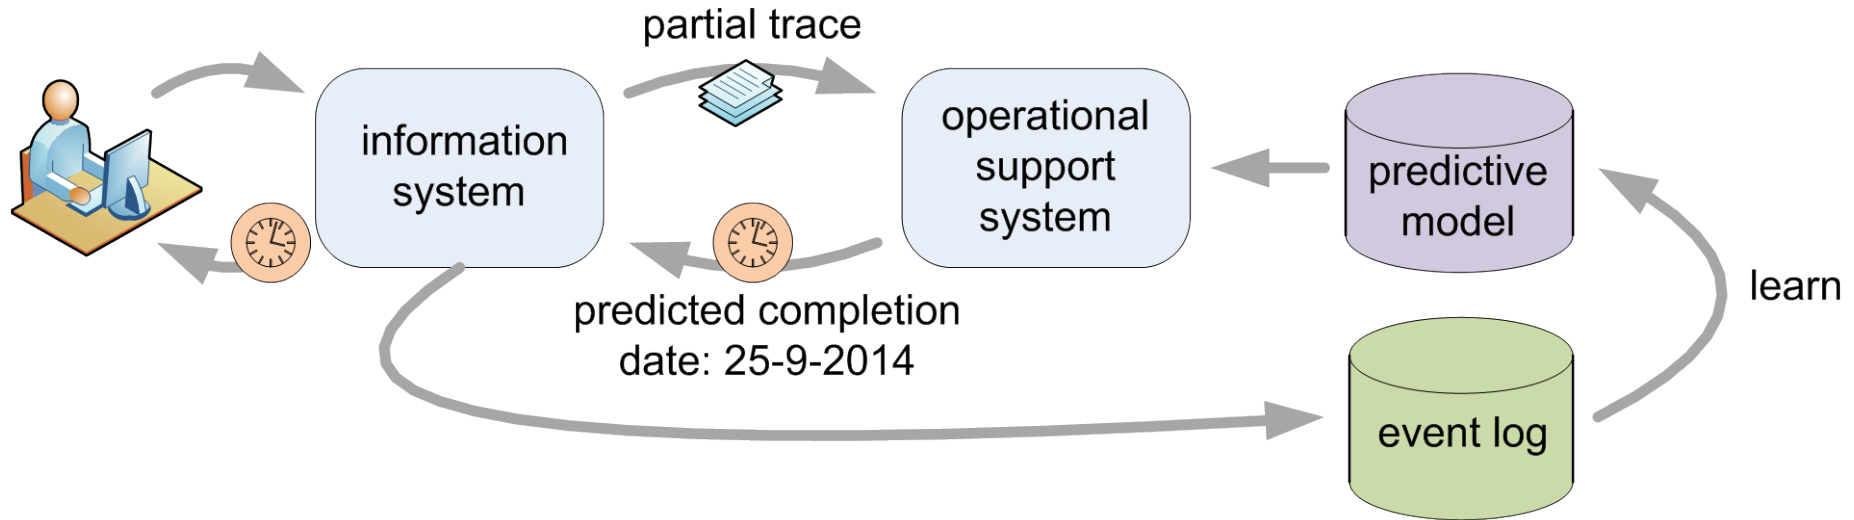 partial trace
information
system
operational
support
system
predictive
model
learn
predicted completion
date: 25-9-2014
event log